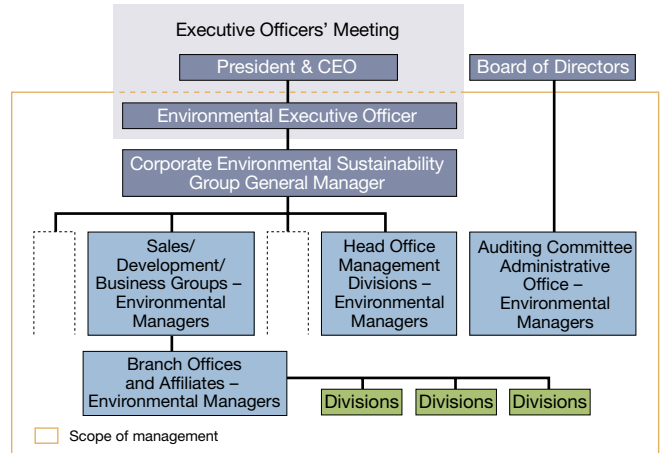 Executive Officers’ Meeting
President & CEO
Board of Directors
Environmental Executive Officer
Corporate Environmental Sustainability
Group General Manager
Sales/
Development/
Business Groups –
Environmental
Managers
Head Office
Management
Divisions –
Environmental
Managers
Auditing Committee
Administrative
Office –
Environmental
Managers
Branch Offices
and Affiliates –
Environmental Managers
Divisions
Divisions
Divisions
Scope of management